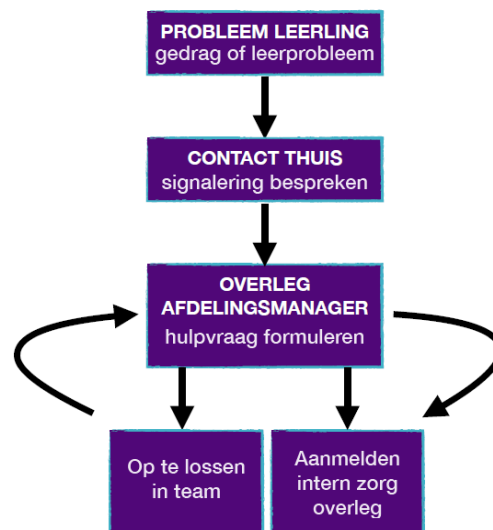 PROBLEEM LEERLING
gedrag of leerprobleem
CONTACT THUIS
signalering bespreken
OVERLEG
AFDELINGSMANAGER
hulpvraag formuleren
Op te lossen
in team
Aanmelden
intern zorg
overleg